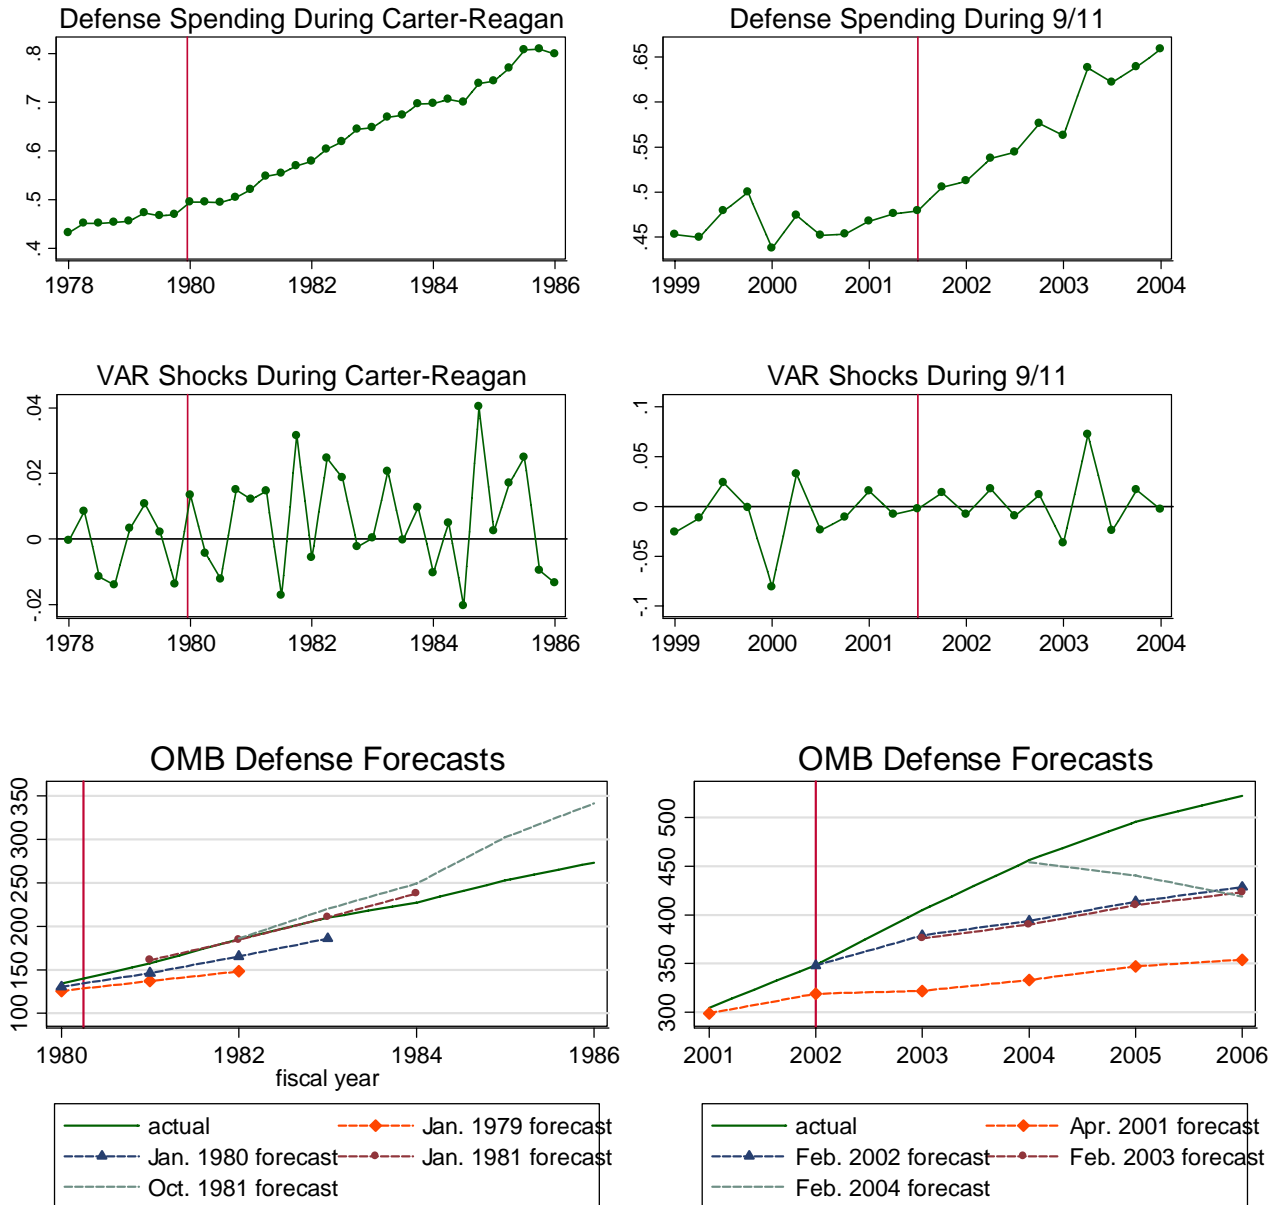 Defense Spending During Carter-Reagan
.8
.7
.6
.5
.4
1978 1980 1982 1984 1986
Defense Spending During 9/11
.65
.6
.55
.5
.45
1999 2000 2001 2002 2003 2004
VAR Shocks During Carter-Reagan
.04
.02
0
-.02
1978 1980 1982 1984 1986
VAR Shocks During 9/11
.1
.05
0
-.05
-.1
1999 2000 2001 2002 2003 2004
OMB Defense Forecasts
350
300
250
200
150
100
1980 1982 1984 1986
fiscal year
actual Jan. 1979 forecast
Jan. 1980 forecast Jan. 1981 forecast
Oct. 1981 forecast
OMB Defense Forecasts
500
450
400
350
300
2001 2002 2003 2004 2005 2006
actual Apr. 2001 forecast
Feb. 2002 forecast Feb. 2003 forecast
Feb. 2004 forecast